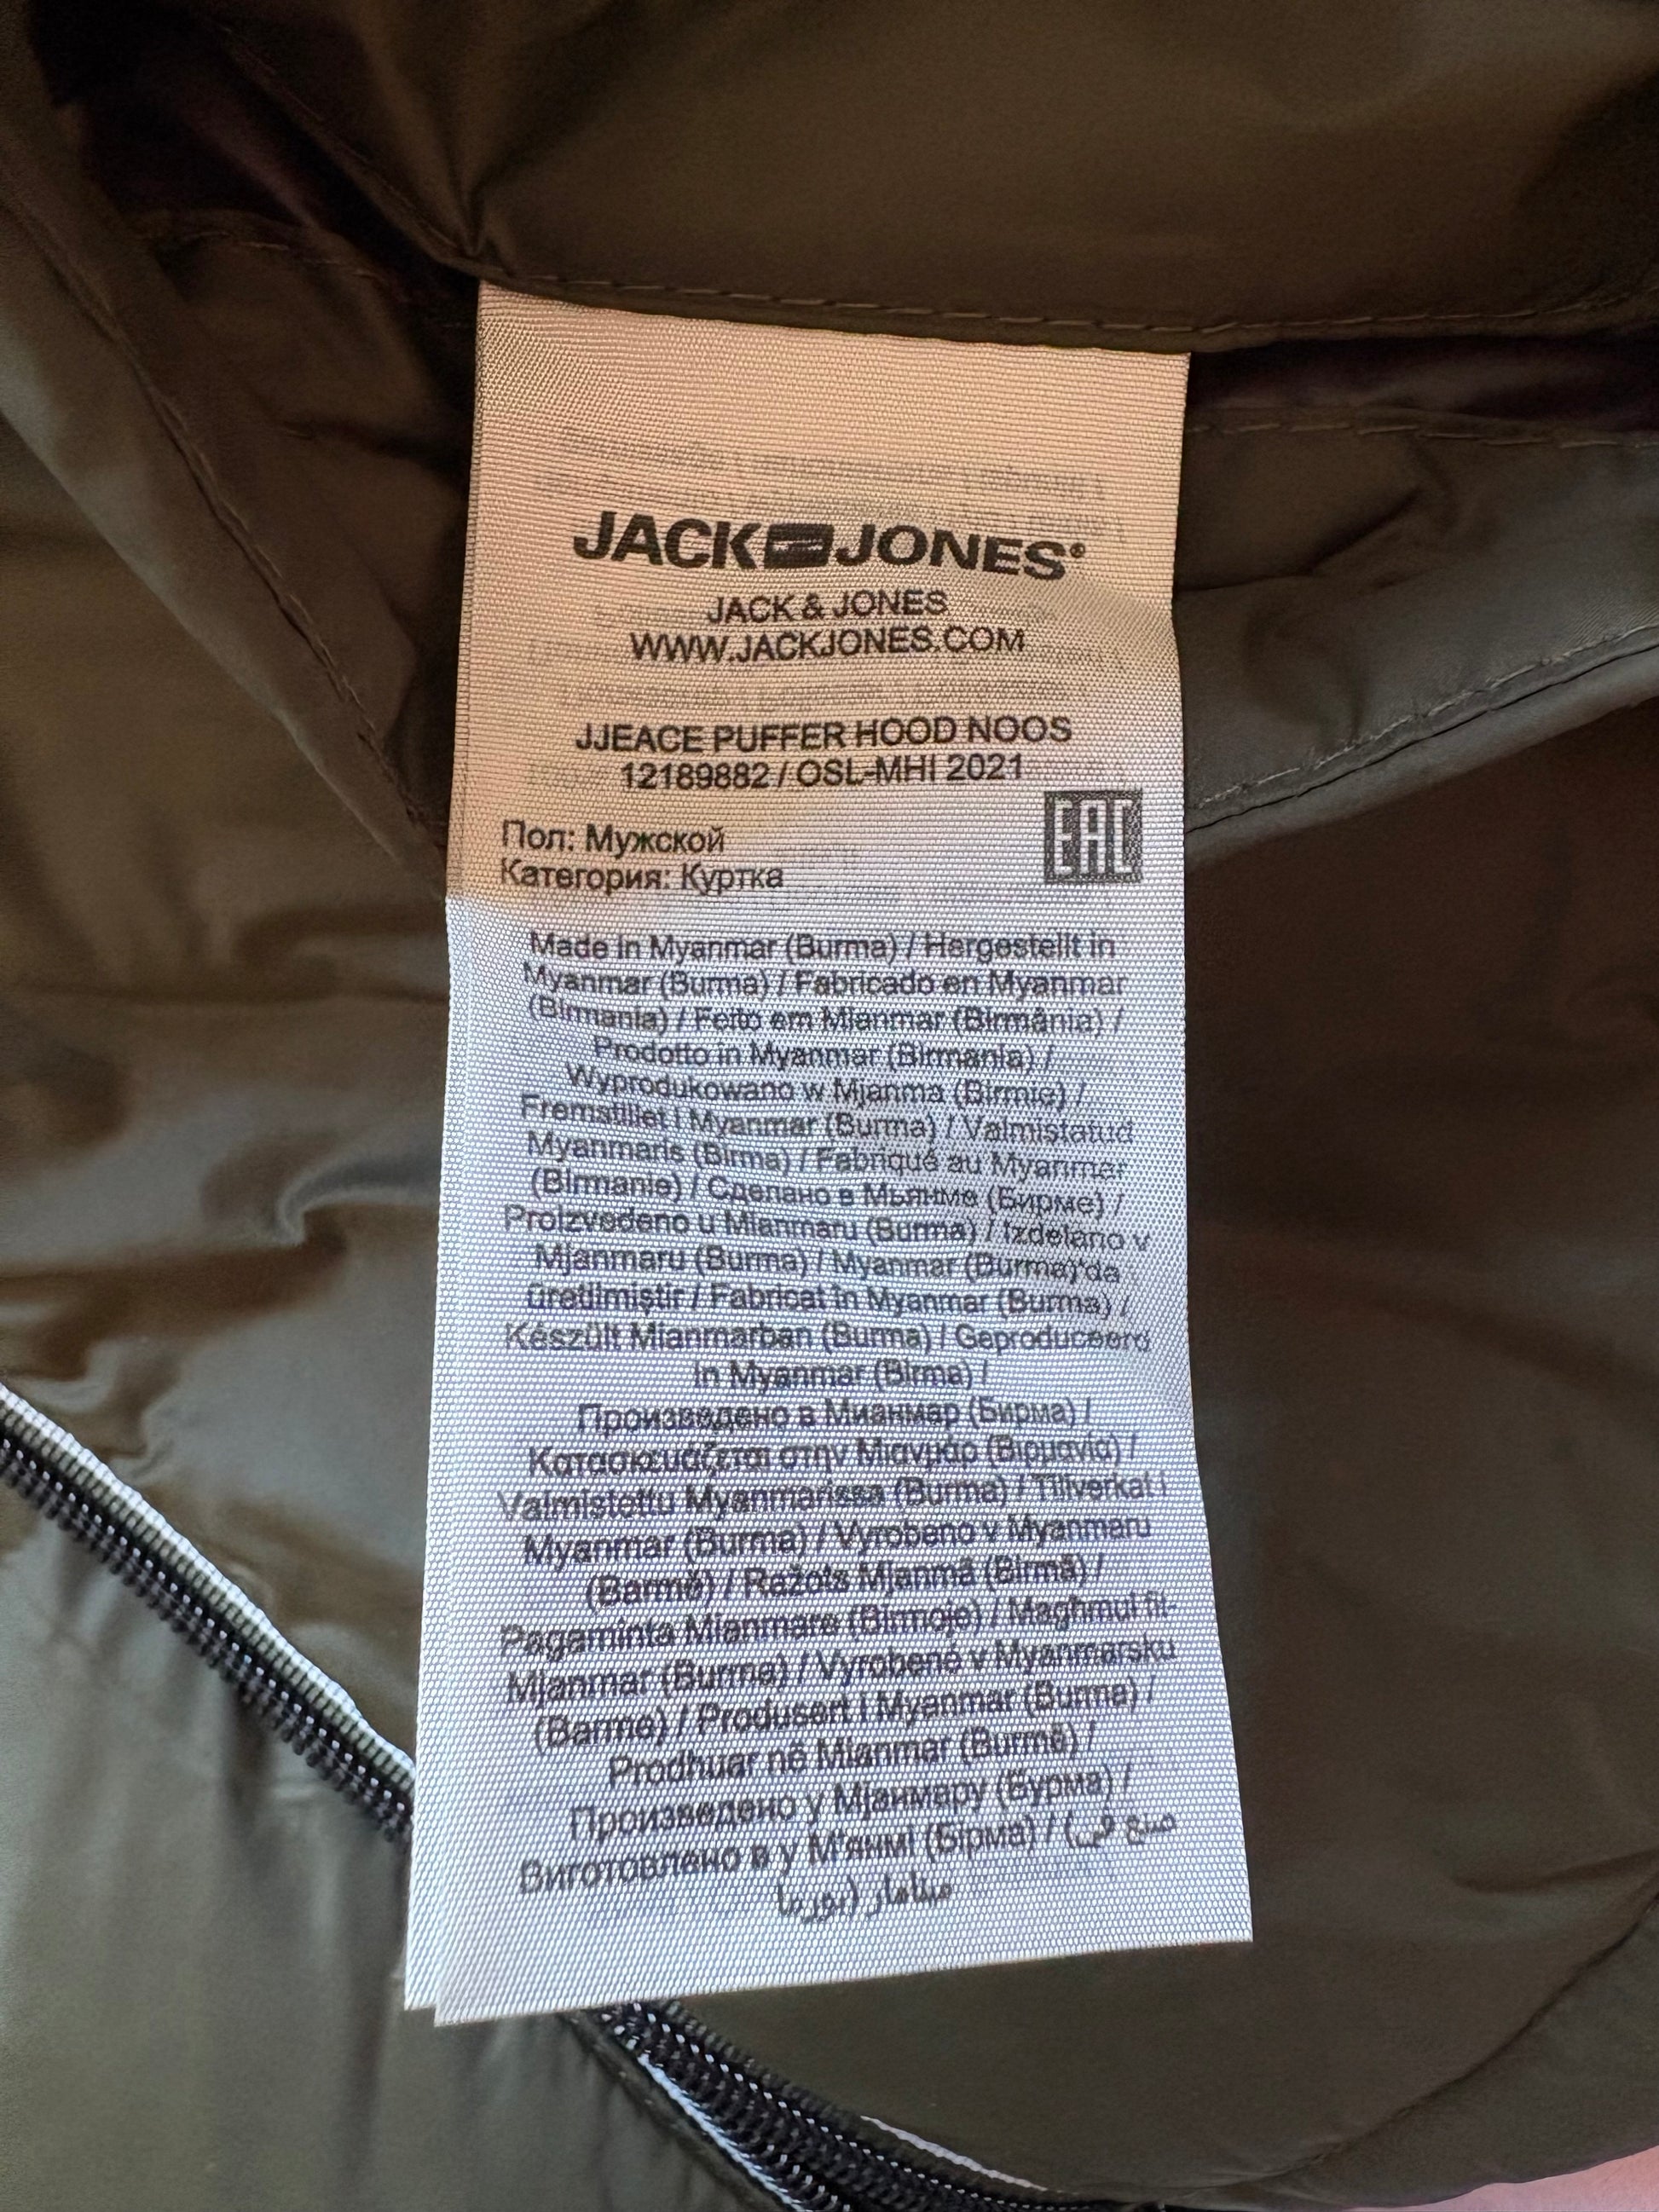 JACK JONES®
JACK & JONES
WWW.JACKJONES.COM
JJEACE PUFFER HOOD NOOS
12189882 / OSL-MHI 2021
Пол: Мужской
EAC
Категория: Куртка
Made in Myanmar (Burma) / Hergestellt in
Myanmar (Burma) / Fabricado en Myanmar
(Birmania) / Feito em Mianmar (Birmânia) /
Prodotto in Myanmar (Birmania) /
Wyprodukowano w Mjanma (Birmie) /
Fremstillet i Myanmar (Burma) / Valmistatud
Myanmaris (Birma) / Fabriqué au Myanmar
(Birmanie) / Сделано в Мьянме (Бирме) /
Proizvedeno u Mianmaru (Burma) / Izdelano v
Mjanmaru (Burma) / Myanmar (Burma)'da
üretilmiştir / Fabricat în Myanmar (Burma) /
Készült Mianmarban (Burma) / Geproduceerd
in Myanmar (Birma) /
Произведено в Мианмар (Бирма) /
Κατασκευάζεται στην Μιανμάρ (Βιρμανία) /
Valmistettu Myanmarissa (Burma) / Tillverkat i
Myanmar (Burma) / Vyrobeno v Myanmaru
(Barmě) / Ražots Mjanmā (Birmā) /
Pagaminta Mianmare (Birmoje) / Maghmul fil-
Mjanmar (Burma) / Vyrobené v Myanmarsku
(Barme) / Produsert i Myanmar (Burma) /
Prodhuar në Mianmar (Burmë) /
Произведено у Мјанмару (Бурма) /
Виготовлено в у М'янмі (Бірма) / (صنع في
ميانمار (بورما